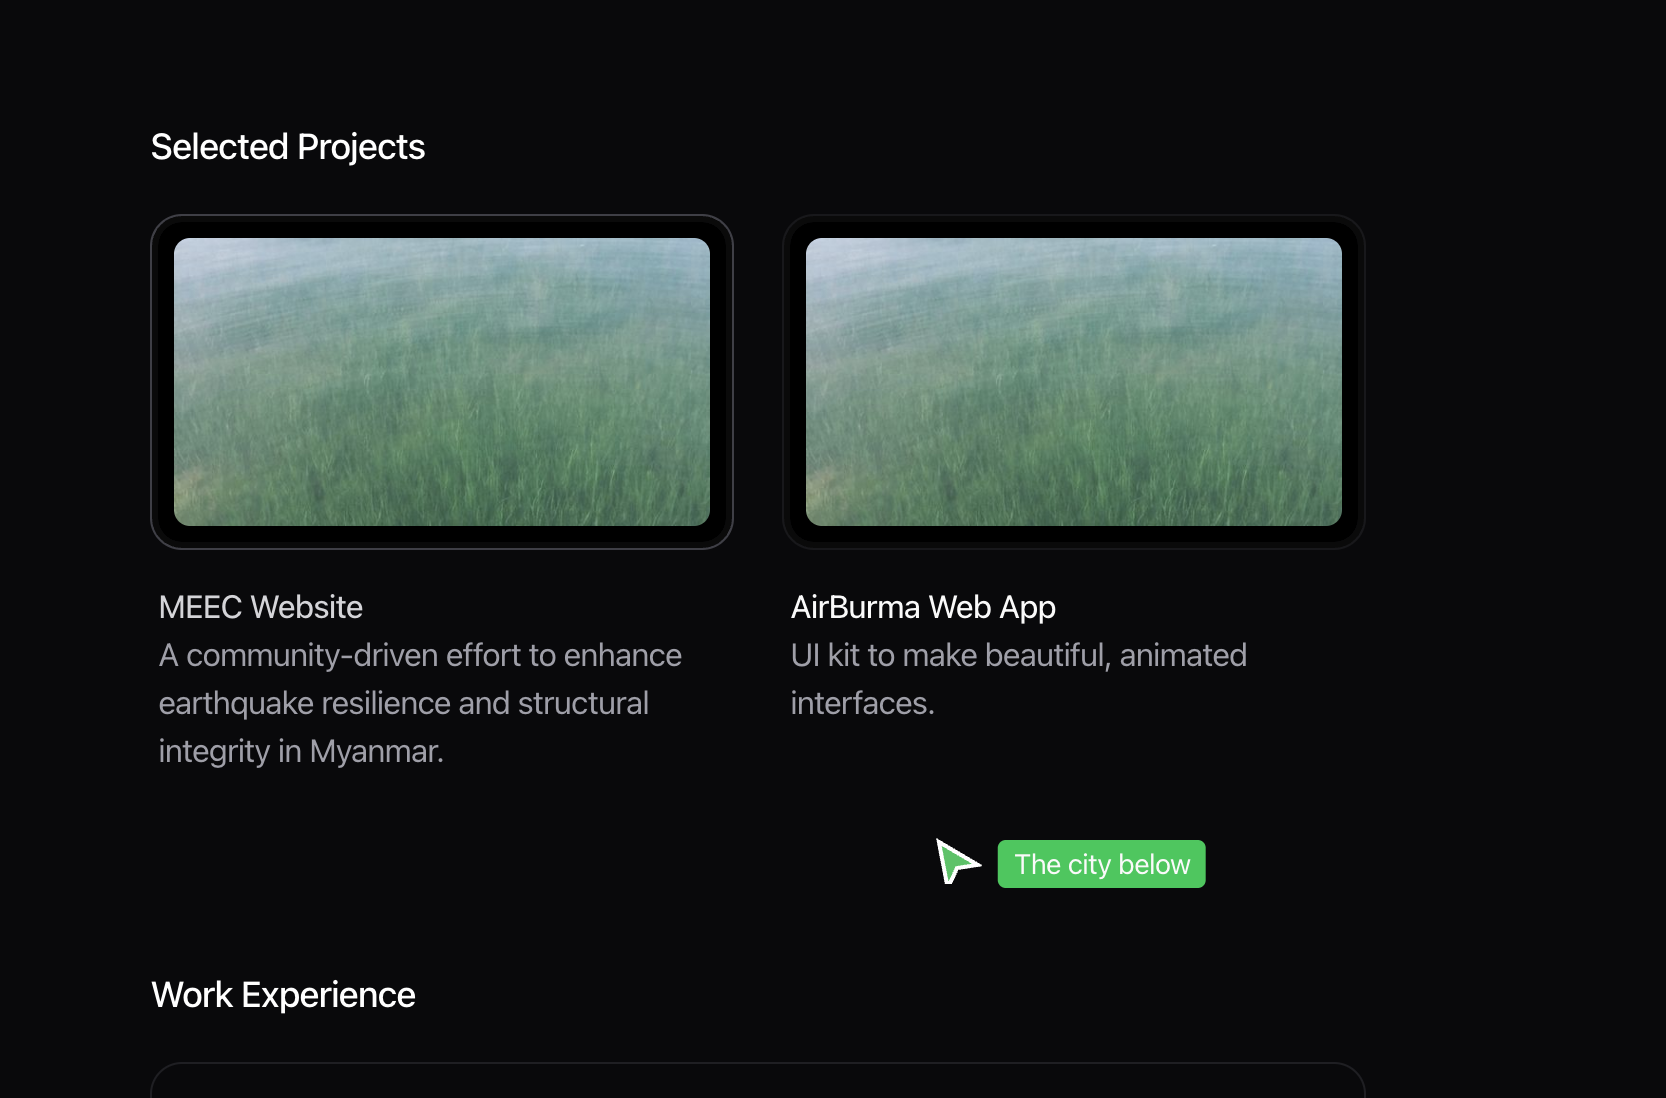 Selected Projects
MEEC Website
A community-driven effort to enhance
earthquake resilience and structural
integrity in Myanmar.
AirBurma Web App
UI kit to make beautiful, animated
interfaces.
The city below
Work Experience